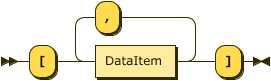 ,
[ DataItem ]